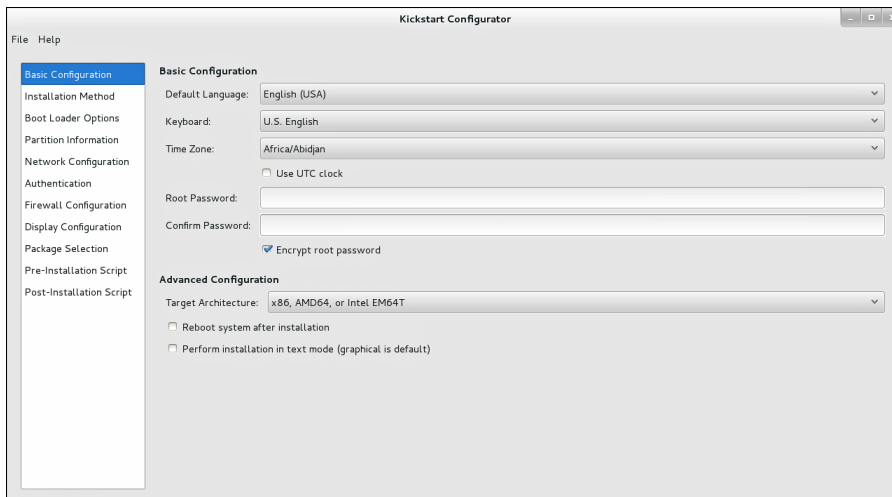 Kickstart Configurator
File Help
Basic Configuration
Installation Method
Boot Loader Options
Partition Information
Network Configuration
Authentication
Firewall Configuration
Display Configuration
Package Selection
Pre-Installation Script
Post-Installation Script
Basic Configuration
Default Language: English (USA)
Keyboard: U.S. English
Time Zone: Africa/Abidjan
Use UTC clock
Root Password:
Confirm Password:
Encrypt root password
Advanced Configuration
Target Architecture: x86, AMD64, or Intel EM64T
Reboot system after installation
Perform installation in text mode (graphical is default)